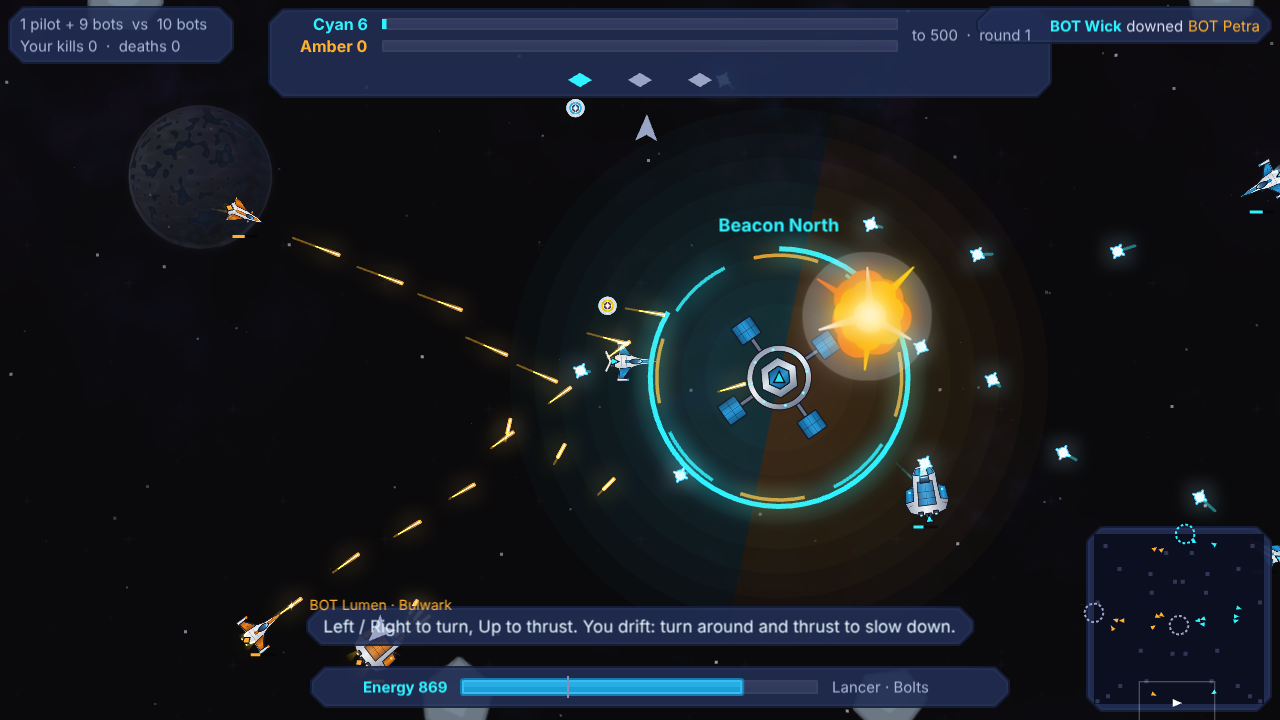 1 pilot + 9 bots vs 10 bots
Your kills 0 · deaths 0
Cyan 6
Amber 0
to 500 · round 1
BOT Wick downed BOT Petra
Beacon North
BOT Lumen · Bulwark
Left / Right to turn, Up to thrust. You drift: turn around and thrust to slow down.
Energy 869
Lancer · Bolts